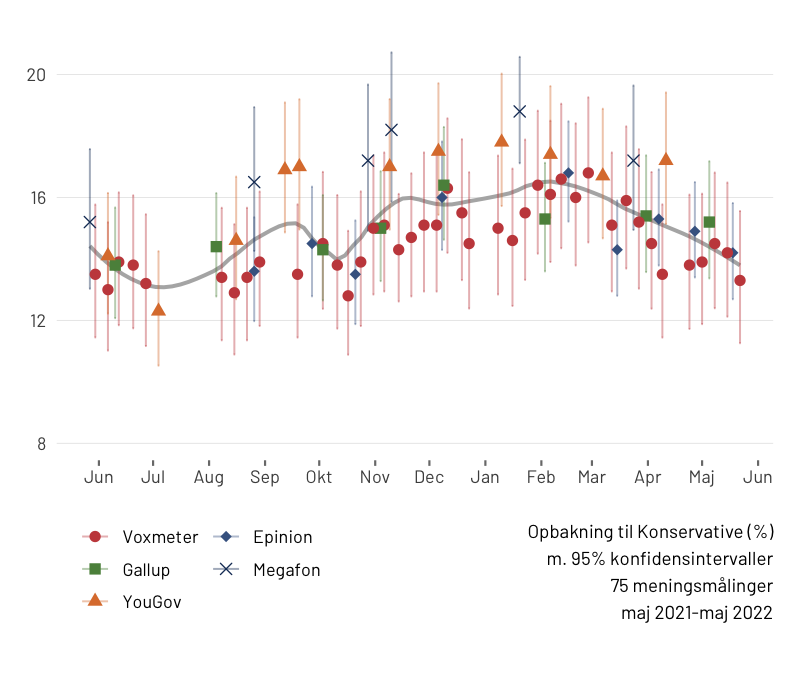 20
16
12
8
Jun Jul Aug Sep Okt Nov Dec Jan Feb Mar Apr Maj Jun
Voxmeter Epinion
Gallup Megafon
YouGov
Opbakning til Konservative (%)
m. 95% konfidensintervaller
75 meningsmålinger
maj 2021-maj 2022